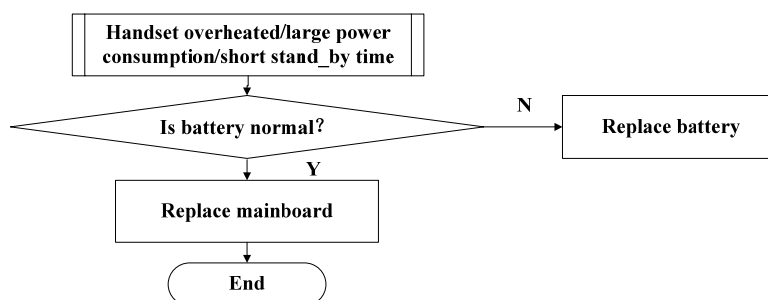 Handset overheated/large power
consumption/short stand_by time
Is battery normal?
N
Replace battery
Y
Replace mainboard
End